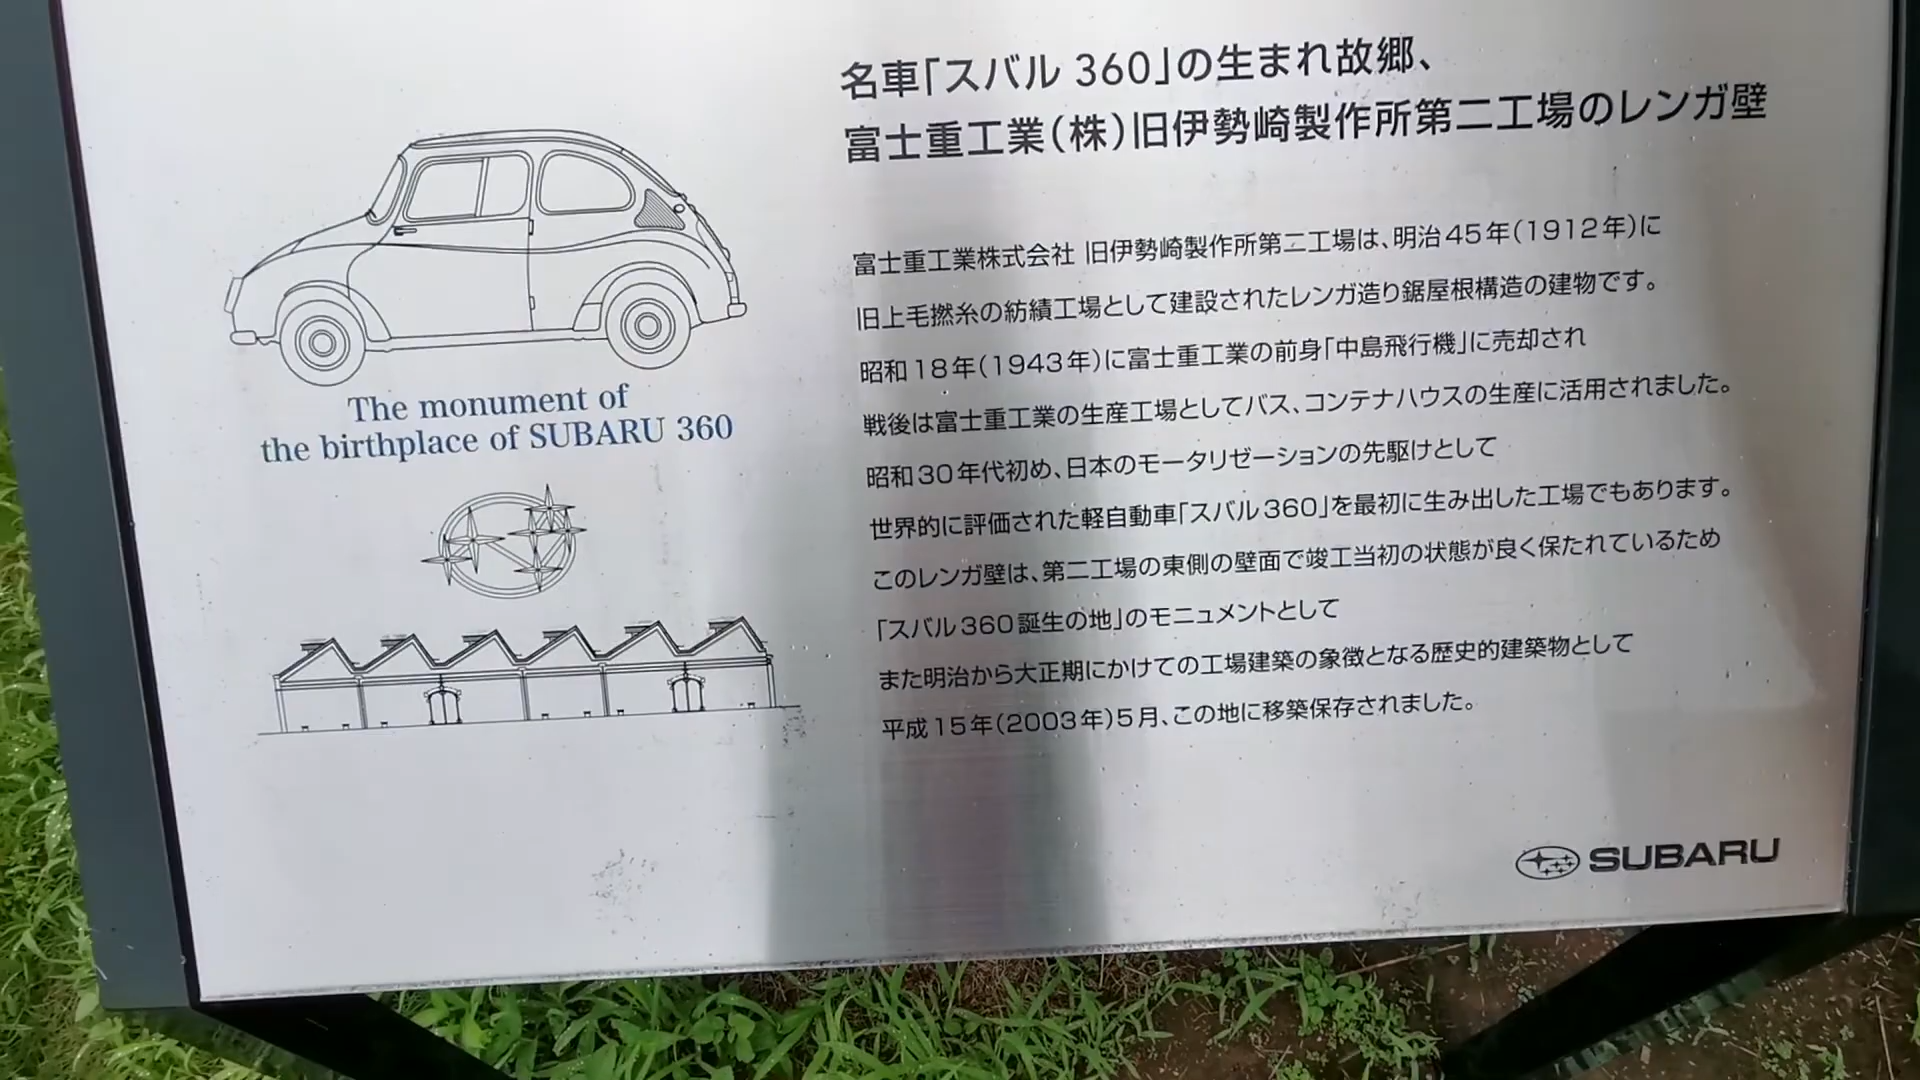 名車「スバル 360」の生まれ故郷、
富士重工業(株)旧伊勢崎製作所第二工場のレンガ壁
富士重工業株式会社 旧伊勢崎製作所第二工場は、明治45年(1912年)に
旧上毛撚糸の紡績工場として建設されたレンガ造り鋸屋根構造の建物です。
昭和18年(1943年)に富士重工業の前身「中島飛行機」に売却され
戦後は富士重工業の生産工場としてバス、コンテナハウスの生産に活用されました。
昭和30年代初め、日本のモータリゼーションの先駆けとして
世界的に評価された軽自動車「スバル360」を最初に生み出した工場でもあります。
このレンガ壁は、第二工場の東側の壁面で竣工当初の状態が良く保たれているため
「スバル360誕生の地」のモニュメントとして
また明治から大正期にかけての工場建築の象徴となる歴史的建築物として
平成15年(2003年)5月、この地に移築保存されました。
The monument of
the birthplace of SUBARU 360
SUBARU